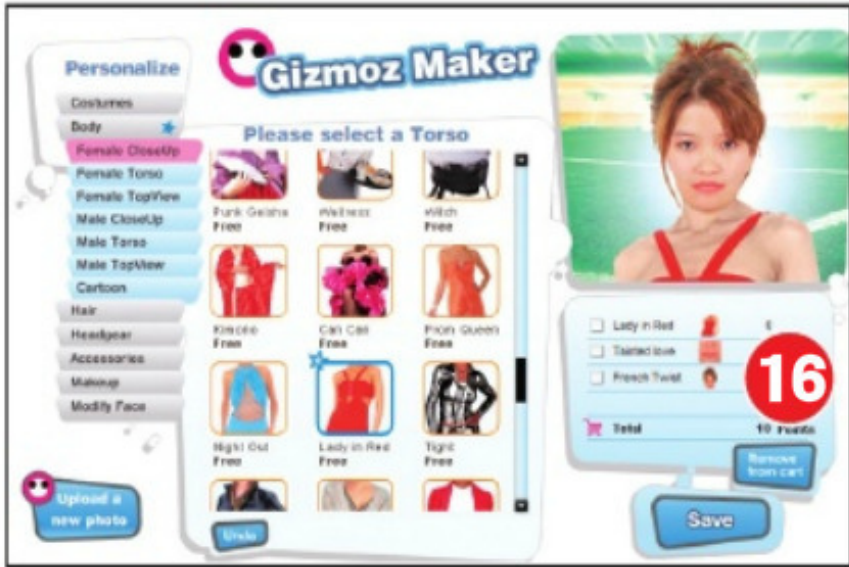 Gizmoz Maker
Personalize
Costumes
Body
Female CloseUp
Female Torso
Female TopView
Male CloseUp
Male Torso
Male TopView
Cartoon
Hair
Headgear
Accessories
Makeup
Modify Face
Upload a
new photo
Please select a Torso
Punk Geisha
Free
Waitress
Free
Witch
Free
Kimono
Free
Can Can
Free
Prom Queen
Free
Night Out
Free
Lady in Red
Free
Tight
Free
Undo
Lady in Red
Tainted love
French Twist
16
Total
10 Points
Remove
from cart
Save